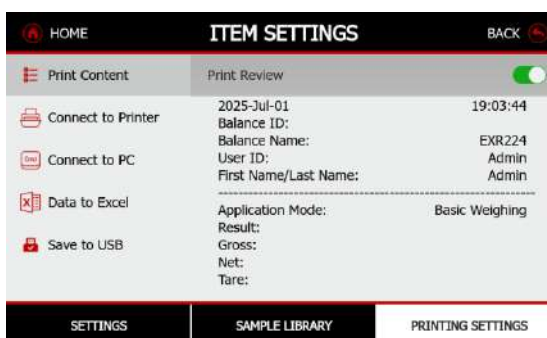 HOME ITEM SETTINGS BACK
Print Content
Connect to Printer
Connect to PC
Data to Excel
Save to USB
Print Review
2025-Jul-01 19:03:44
Balance ID:
Balance Name: EXR224
User ID: Admin
First Name/Last Name: Admin
Application Mode: Basic Weighing
Result:
Gross:
Net:
Tare:
SETTINGS SAMPLE LIBRARY PRINTING SETTINGS